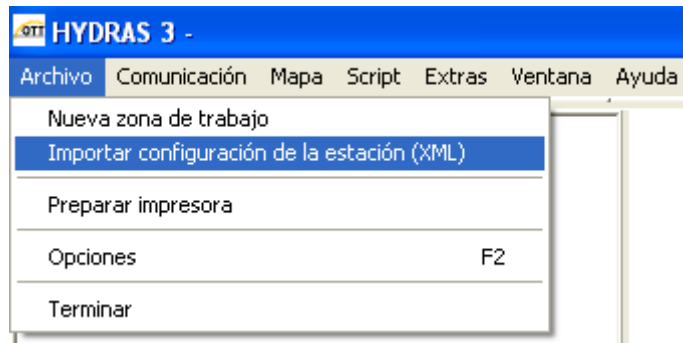 OTT HYDRAS 3 -
Archivo Comunicación Mapa Script Extras Ventana Ayuda
Nueva zona de trabajo
Importar configuración de la estación (XML)
Preparar impresora
Opciones F2
Terminar